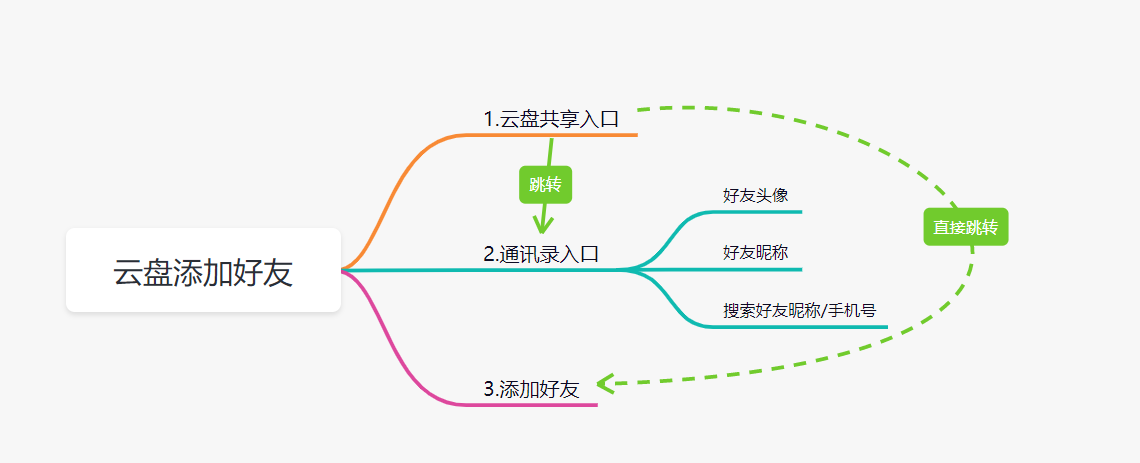 云盘添加好友
1.云盘共享入口
跳转
2.通讯录入口
好友头像
好友昵称
搜索好友昵称/手机号
直接跳转
3.添加好友